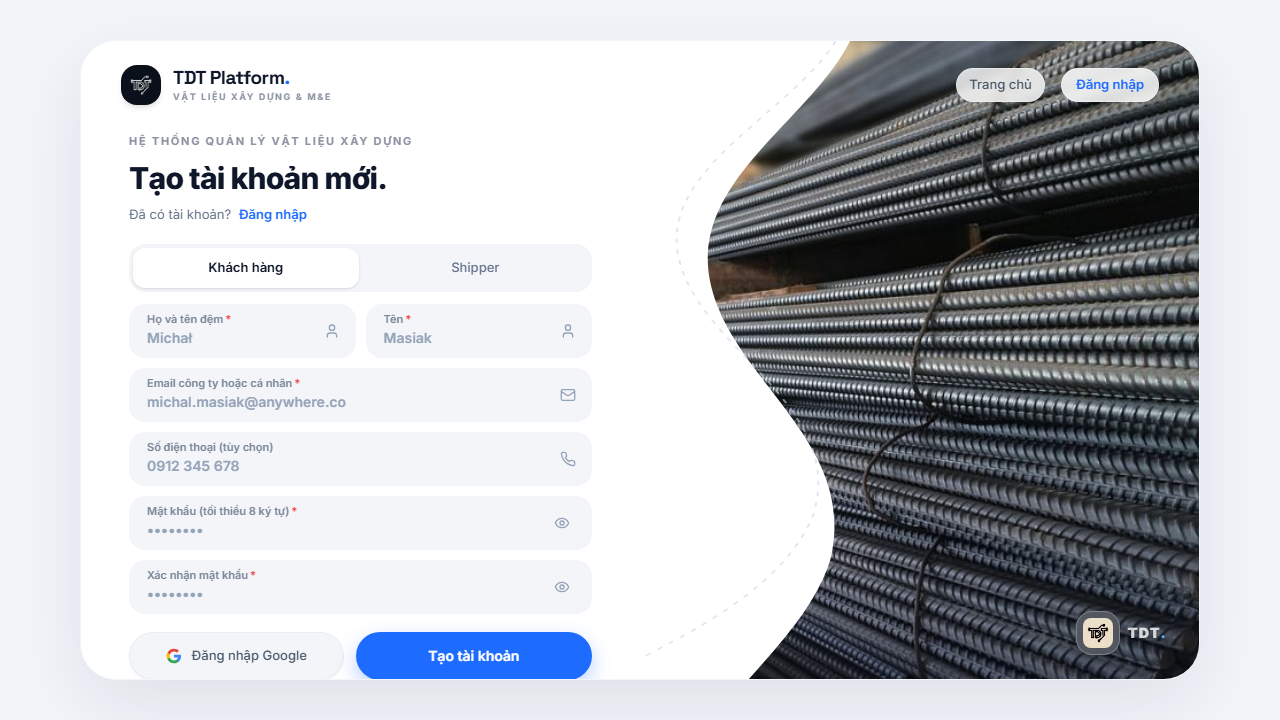 TDT Platform.
VẬT LIỆU XÂY DỰNG & M&E
Trang chủ
Đăng nhập
HỆ THỐNG QUẢN LÝ VẬT LIỆU XÂY DỰNG
Tạo tài khoản mới.
Đã có tài khoản? Đăng nhập
Khách hàng
Shipper
Họ và tên đệm *
Michał
Tên *
Masiak
Email công ty hoặc cá nhân *
michal.masiak@anywhere.co
Số điện thoại (tùy chọn)
0912 345 678
Mật khẩu (tối thiểu 8 ký tự) *
••••••••
Xác nhận mật khẩu *
••••••••
Đăng nhập Google
Tạo tài khoản
TDT.